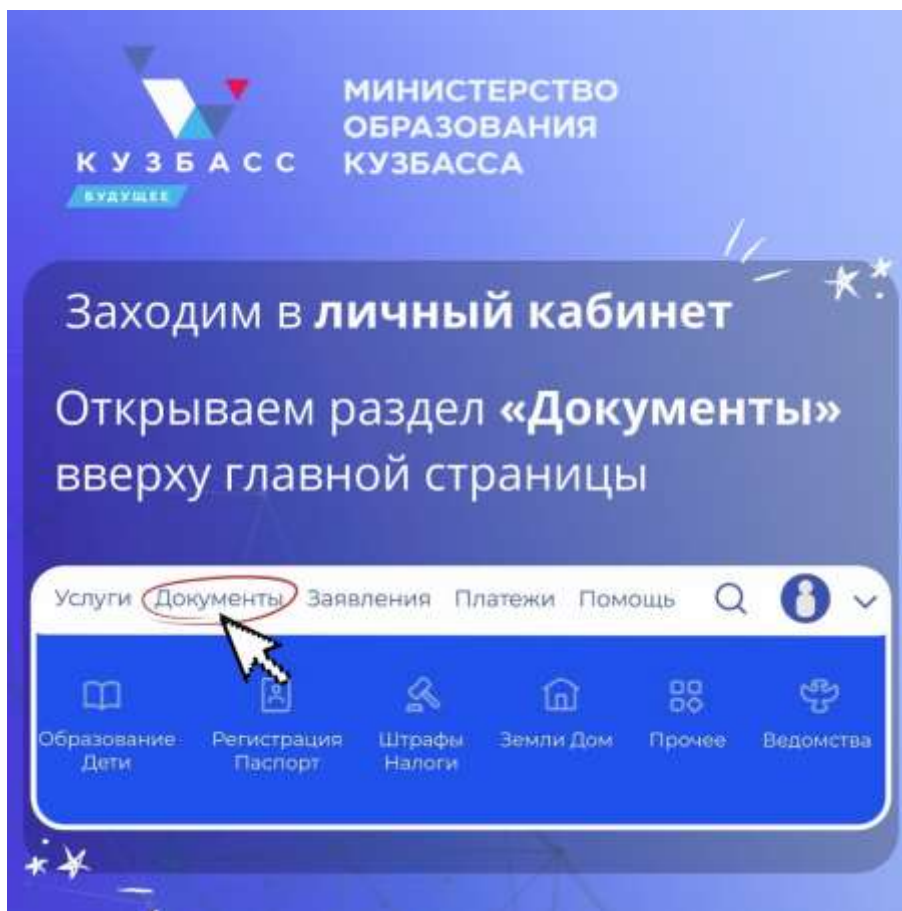 МИНИСТЕРСТВО
ОБРАЗОВАНИЯ
КУЗБАССА
КУЗБАСС
БУДУЩЕЕ
Заходим в личный кабинет
Открываем раздел «Документы»
вверху главной страницы
Услуги Документы Заявления Платежи Помощь
Образование Регистрация Штрафы Земли Дом Прочее Ведомства
Дети Паспорт Налоги